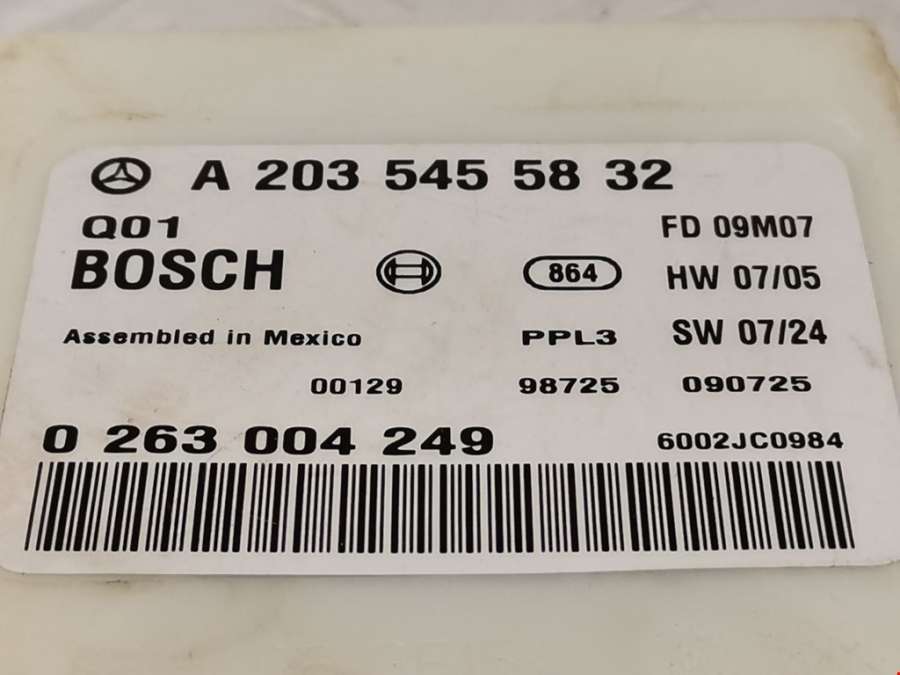 A 203 545 58 32
Q01
FD 09M07
BOSCH
864
HW 07/05
Assembled in Mexico
PPL3
SW 07/24
00129
98725
090725
0 263 004 249
6002JC0984